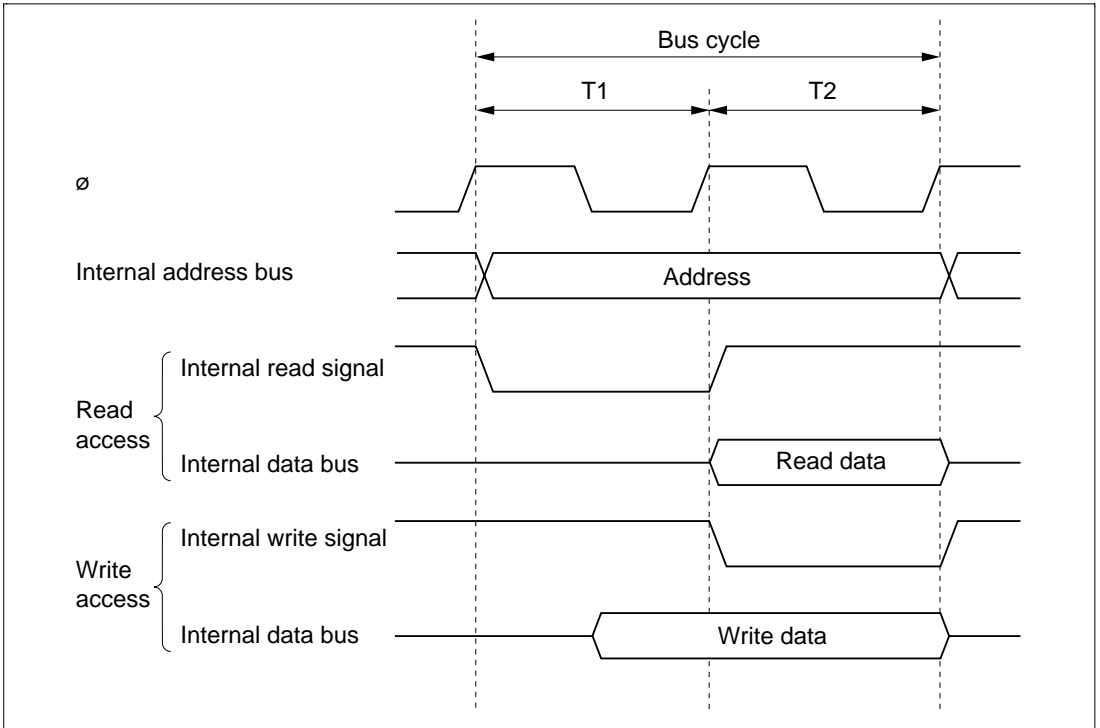 Bus cycle
T1
T2
ø
Internal address bus
Address
Internal read signal
Read
access
Internal data bus
Read data
Internal write signal
Write
access
Internal data bus
Write data